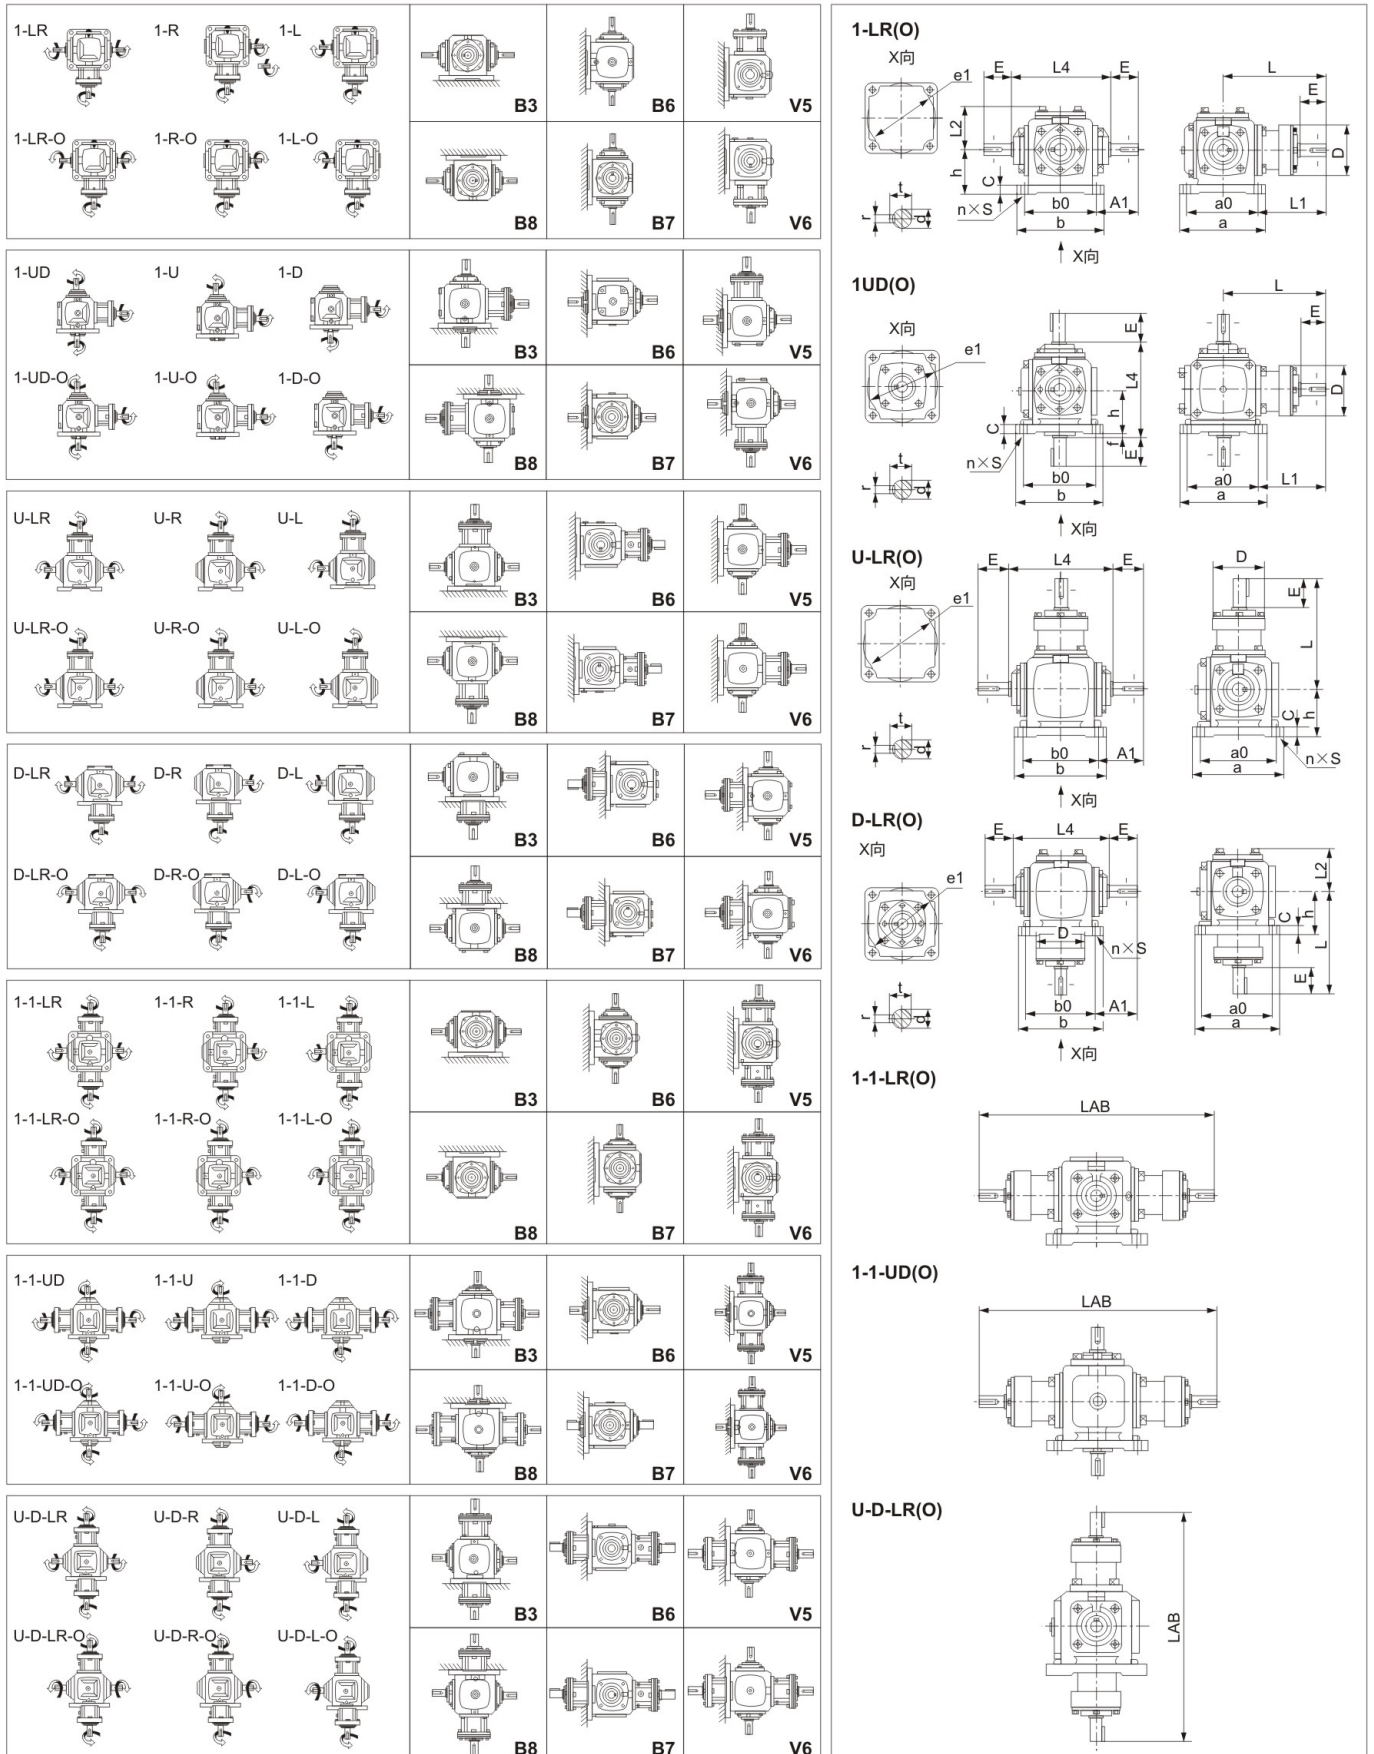 1-LR 1-R 1-L
B3 B6 V5
1-LR-O 1-R-O 1-L-O
B8 B7 V6
1-UD 1-U 1-D
B3 B6 V5
1-UD-O 1-U-O 1-D-O
B8 B7 V6
U-LR U-R U-L
B3 B6 V5
U-LR-O U-R-O U-L-O
B8 B7 V6
D-LR D-R D-L
B3 B6 V5
D-LR-O D-R-O D-L-O
B8 B7 V6
1-1-LR 1-1-R 1-1-L
B3 B6 V5
1-1-LR-O 1-1-R-O 1-1-L-O
B8 B7 V6
1-1-UD 1-1-U 1-1-D
B3 B6 V5
1-1-UD-O 1-1-U-O 1-1-D-O
B8 B7 V6
U-D-LR U-D-R U-D-L
B3 B6 V5
U-D-LR-O U-D-R-O U-D-L-O
B8 B7 V6
1-LR(O)
X向
e1 E L4 E L
E
L2 D
h C
t
r d
n×S b0 A1 a0 L1
b a
X向
1UD(O)
X向
L
E E
e1
L4 D
h
C f
t
r d
n×S E
b0 a0 L1
b a
X向
U-LR(O)
X向
E L4 E D
e1 E
L
C h
t
r d
b0 A1 a0
b a n×S
X向
D-LR(O)
X向
E L4 E
e1 L2
C h
D L
n×S
t E
r d
b0 A1 a0
b a
X向
1-1-LR(O)
LAB
1-1-UD(O)
LAB
U-D-LR(O)
LAB